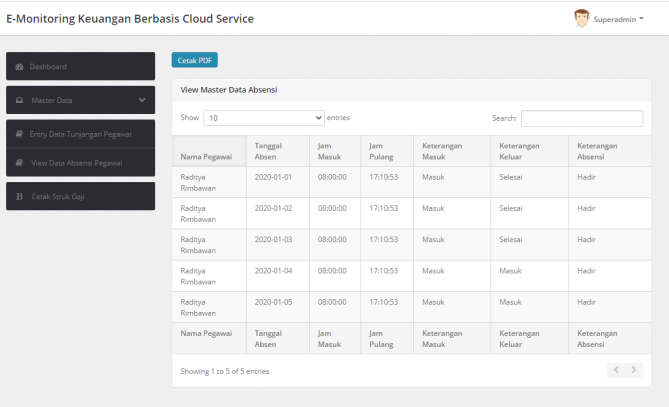 E-Monitoring Keuangan Berbasis Cloud Service
Superadmin
Dashboard
Master Data
Entry Data Tunjangan Pegawai
View Data Absensi Pegawai
B Cetak Struk Gaji
Cetak PDF
View Master Data Absensi
Show 10 entries Search:
Nama Pegawai Tanggal Absen Jam Masuk Jam Pulang Keterangan Masuk Keterangan Keluar Keterangan Absensi
Raditya Rimbawan 2020-01-01 08:00:00 17:10:53 Masuk Selesai Hadir
Raditya Rimbawan 2020-01-02 08:00:00 17:10:53 Masuk Selesai Hadir
Raditya Rimbawan 2020-01-03 08:00:00 17:10:53 Masuk Selesai Hadir
Raditya Rimbawan 2020-01-04 08:00:00 17:10:53 Masuk Masuk Hadir
Raditya Rimbawan 2020-01-05 08:00:00 17:10:53 Masuk Masuk Hadir
Nama Pegawai Tanggal Absen Jam Masuk Jam Pulang Keterangan Masuk Keterangan Keluar Keterangan Absensi
Showing 1 to 5 of 5 entries